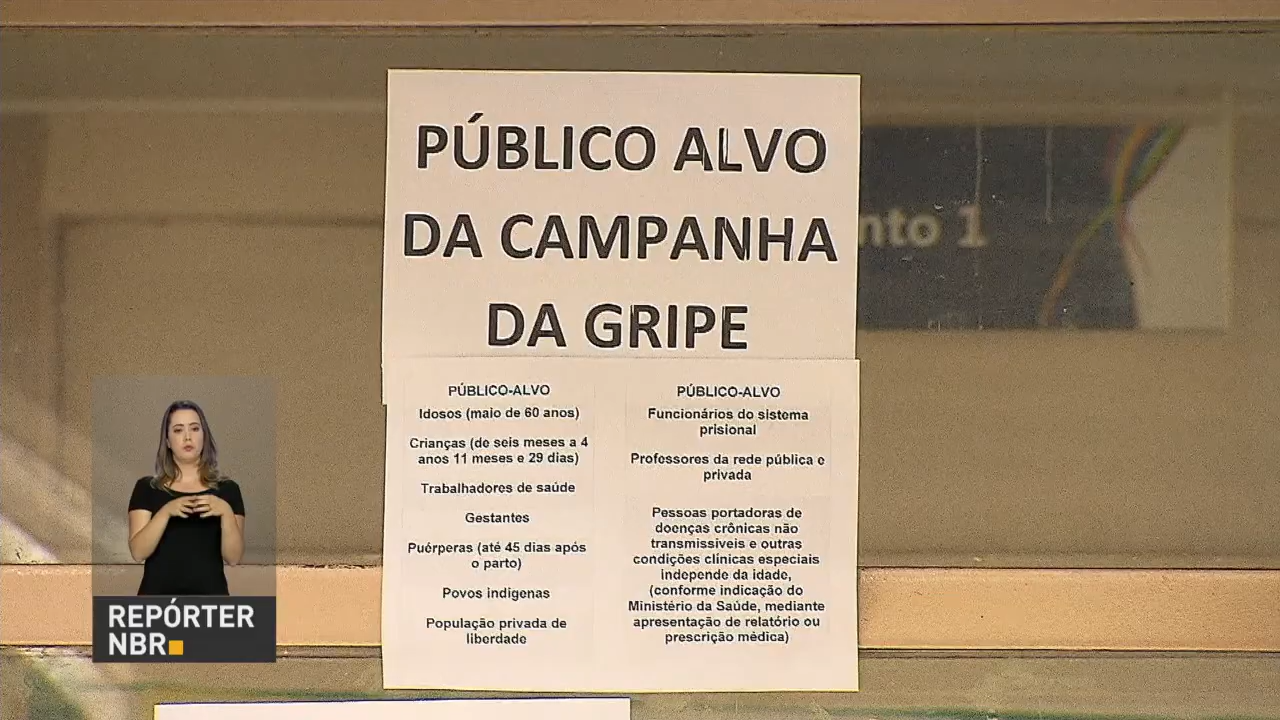 PÚBLICO ALVO
DA CAMPANHA
DA GRIPE
nto 1
PÚBLICO-ALVO
Idosos (maio de 60 anos)
Crianças (de seis meses a 4
anos 11 meses e 29 dias)
Trabalhadores de saúde
Gestantes
Puérperas (até 45 dias após
o parto)
Povos indigenas
População privada de
liberdade
PÚBLICO-ALVO
Funcionários do sistema
prisional
Professores da rede pública e
privada
Pessoas portadoras de
doenças crônicas não
transmissíveis e outras
condições clínicas especiais
independe da idade,
(conforme indicação do
Ministério da Saúde, mediante
apresentação de relatório ou
prescrição médica)
REPÓRTER
NBR